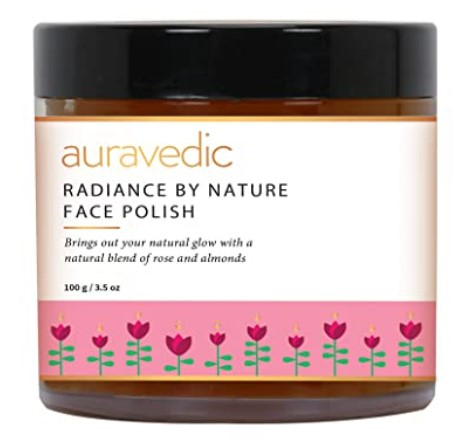 auravedic
RADIANCE BY NATURE
FACE POLISH
Brings out your natural glow with a
natural blend of rose and almonds
100 g / 3.5 oz